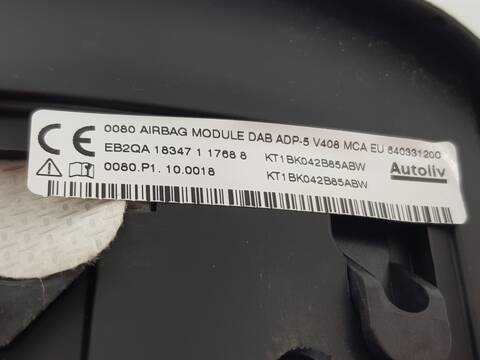 CE 0080 AIRBAG MODULE DAB ADP-5 V408 MCA EU 640331200
EB2QA 18347 1 1768 8 KT1BK042B85ABW
0080.P1. 10.0018 KT1BK042B85ABW
Autoliv